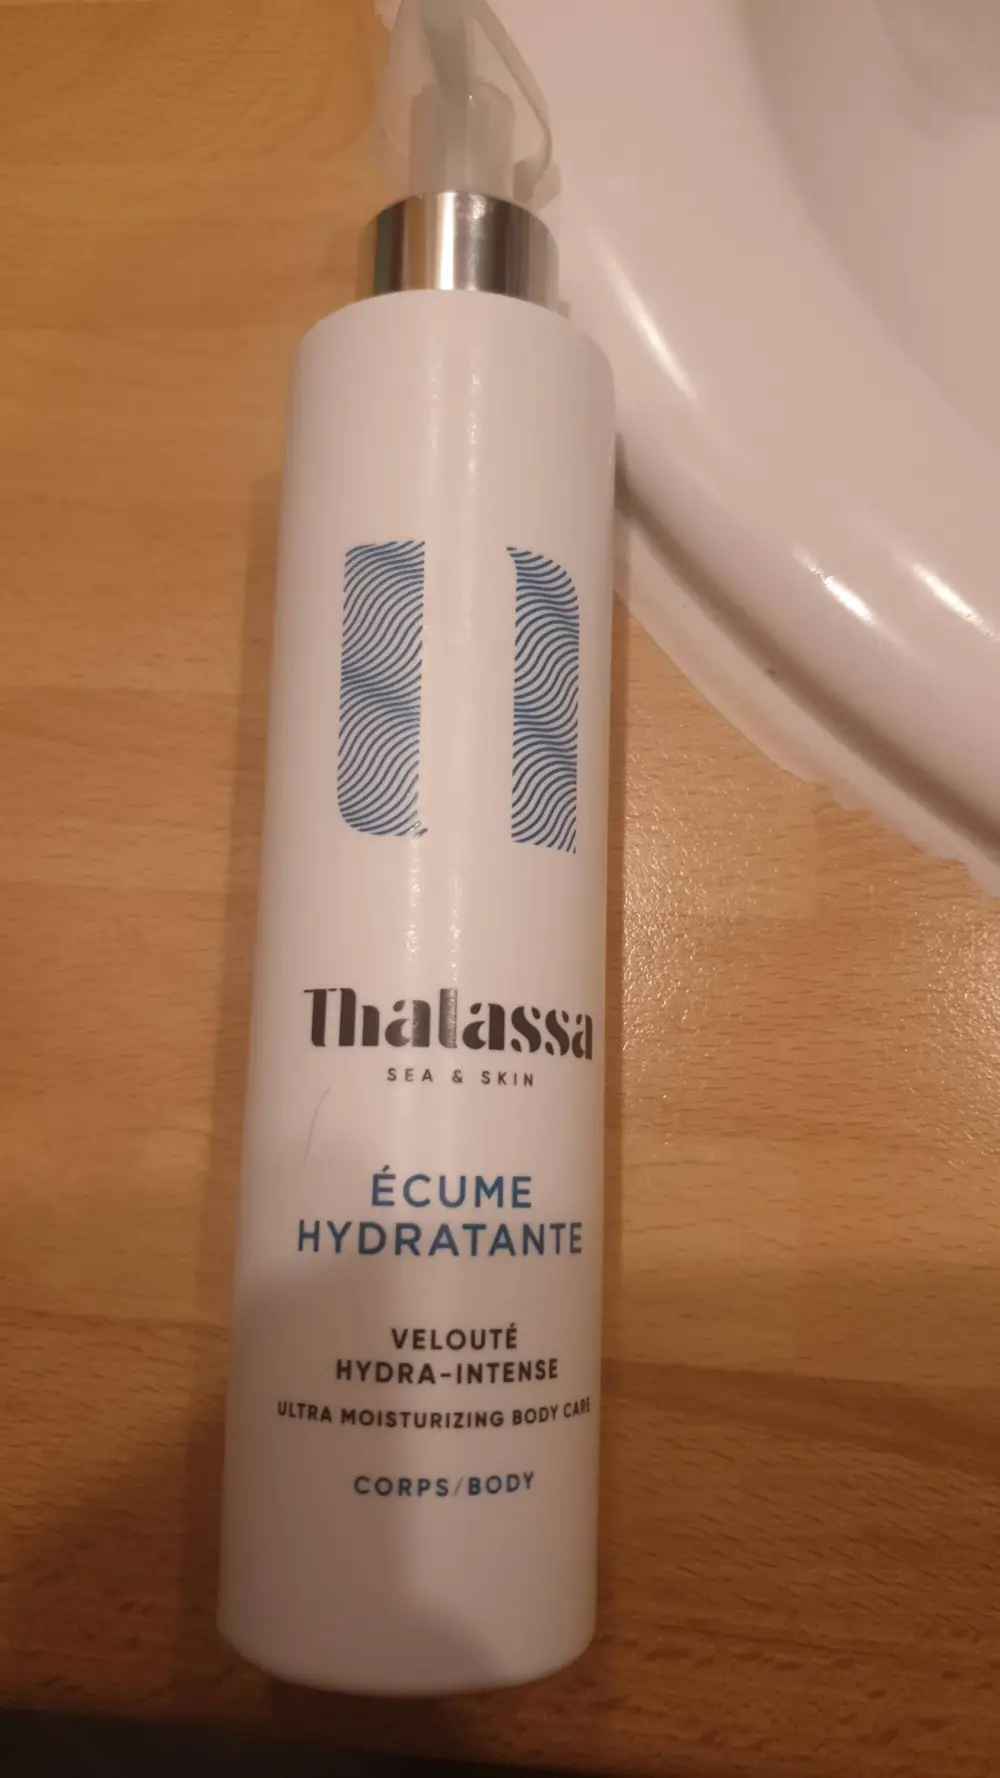 Thalassa
SEA & SKIN
ÉCUME
HYDRATANTE
VELOUTÉ
HYDRA-INTENSE
ULTRA MOISTURIZING BODY CARE
CORPS/BODY